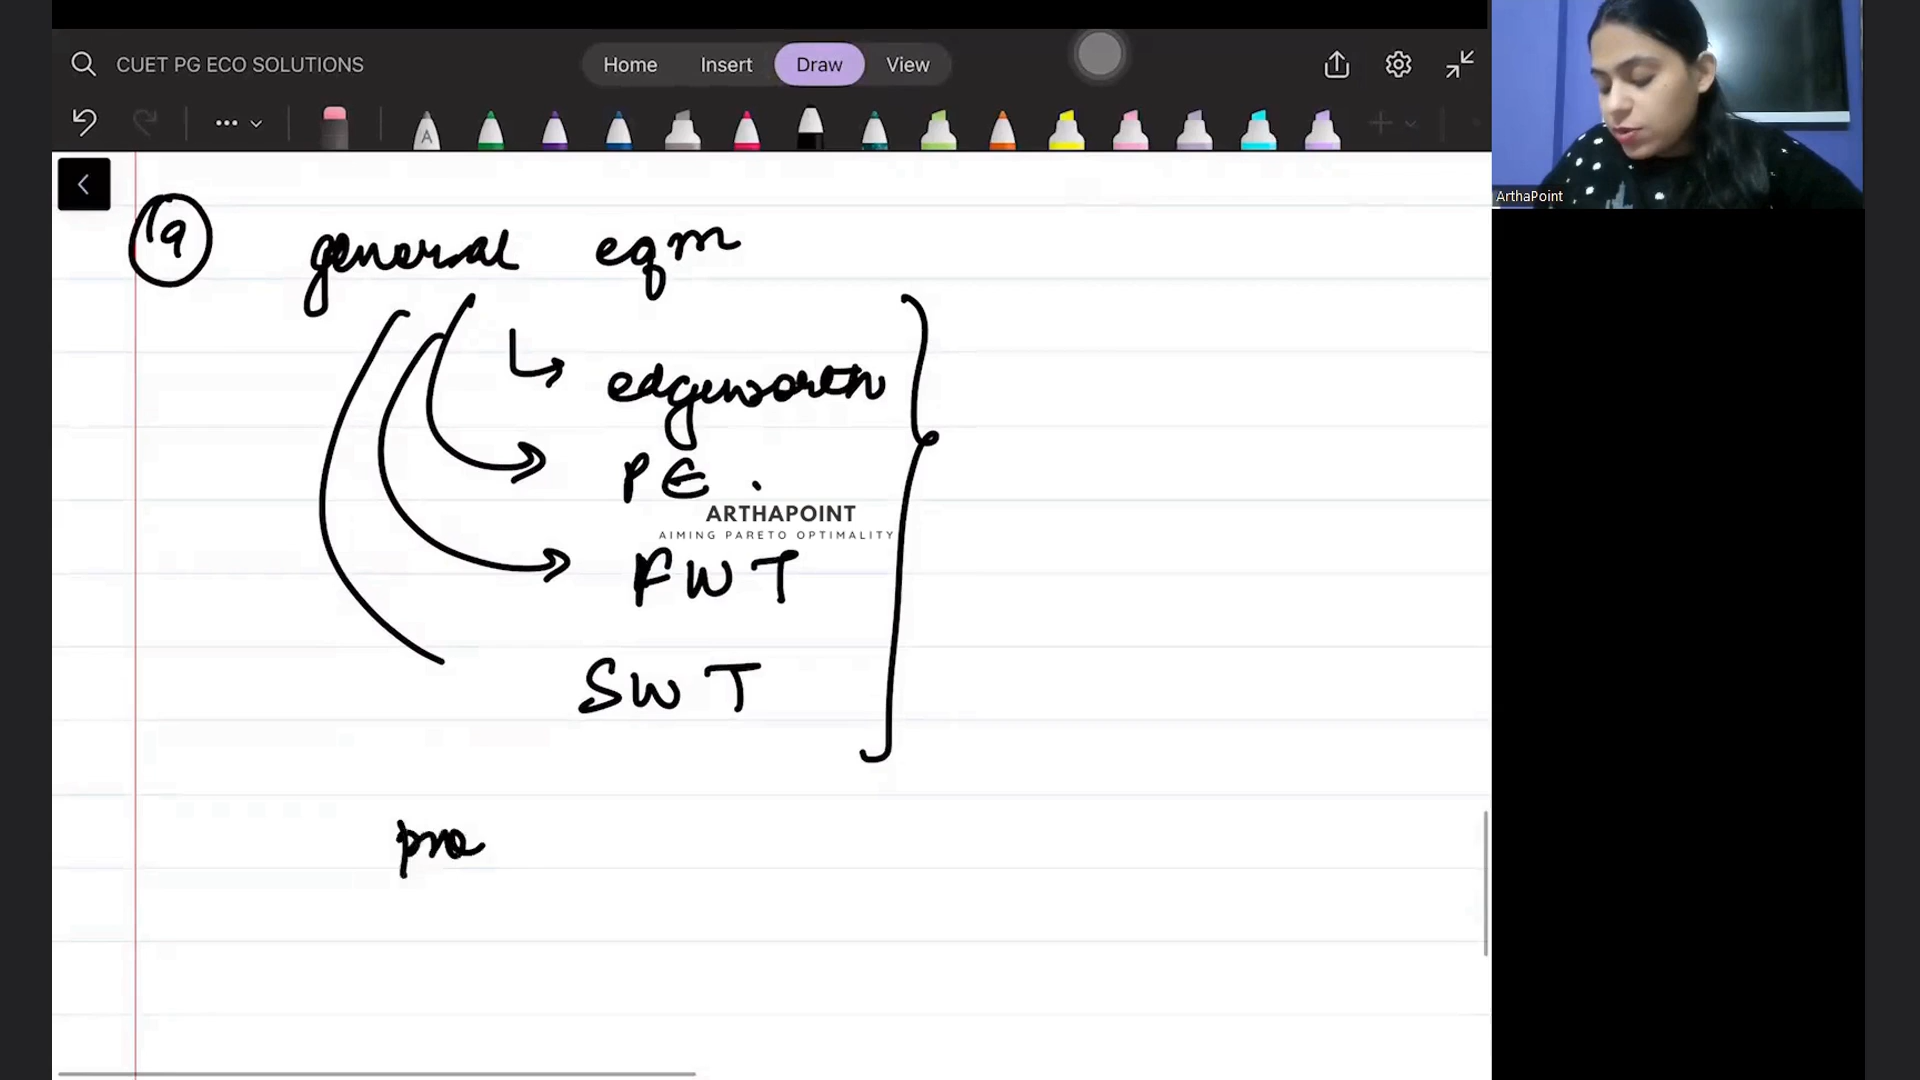 CUET PG ECO SOLUTIONS
Home Insert Draw View
A
ArthaPoint
19 general eqm
edgeworth
PE .
ARTHAPOINT
AIMING PARETO OPTIMALITY
FWT
SWT
pro